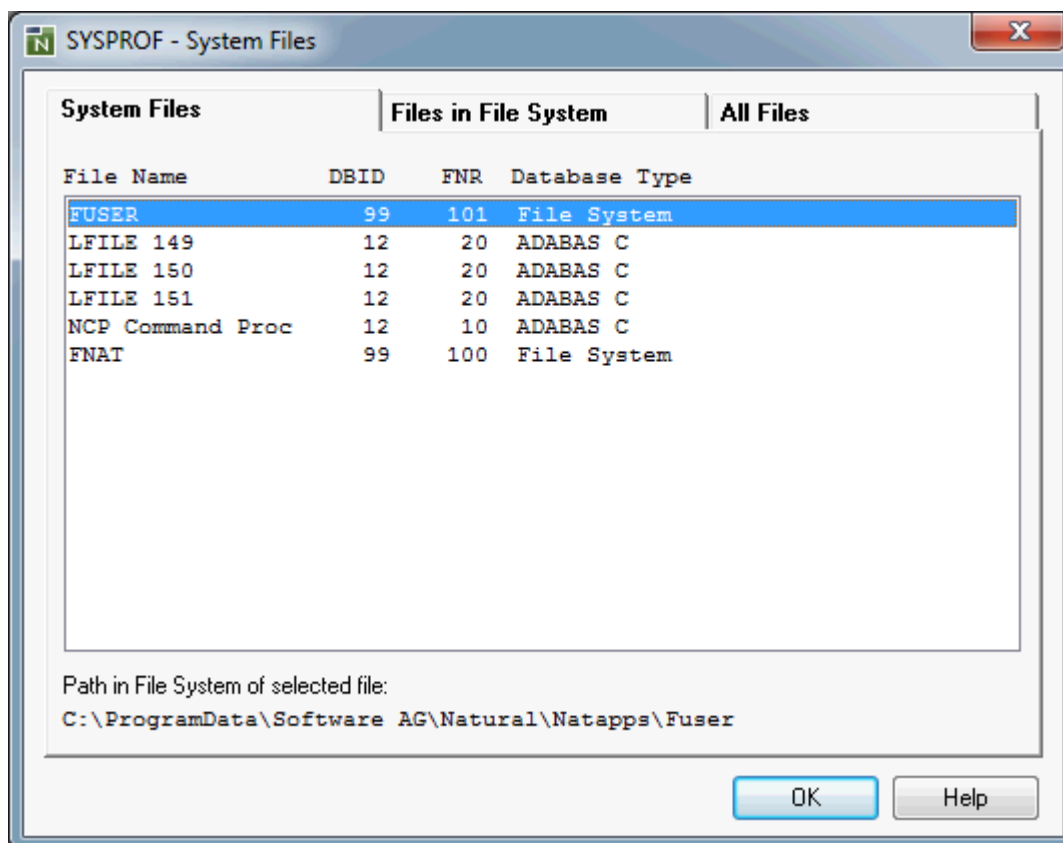 SYSPROF - System Files
System Files Files in File System All Files
File Name DBID FNR Database Type
FUSER 99 101 File System
LFILE 149 12 20 ADABAS C
LFILE 150 12 20 ADABAS C
LFILE 151 12 20 ADABAS C
NCP Command Proc 12 10 ADABAS C
FNAT 99 100 File System
Path in File System of selected file:
C:\ProgramData\Software AG\Natural\Natapps\Fuser
OK Help